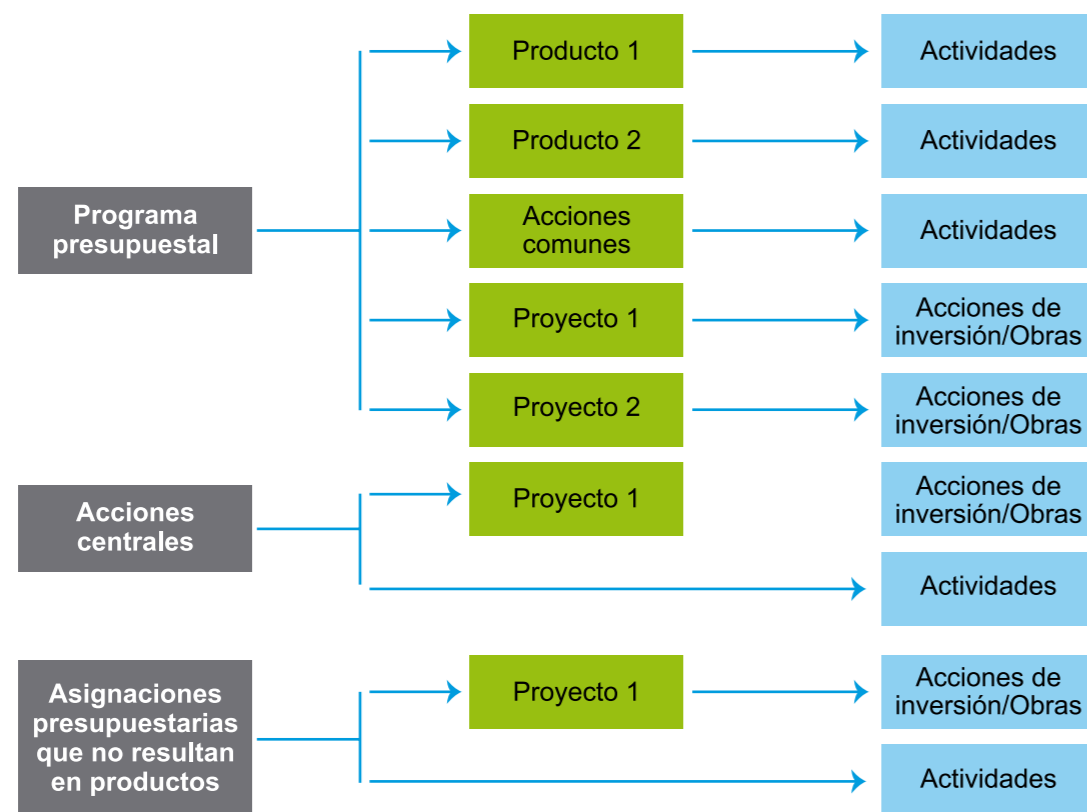 Programa
presupuestal
Producto 1
Actividades
Producto 2
Actividades
Acciones
comunes
Actividades
Proyecto 1
Acciones de
inversión/Obras
Proyecto 2
Acciones de
inversión/Obras
Acciones
centrales
Proyecto 1
Acciones de
inversión/Obras
Actividades
Asignaciones
presupuestarias
que no resultan
en productos
Proyecto 1
Acciones de
inversión/Obras
Actividades